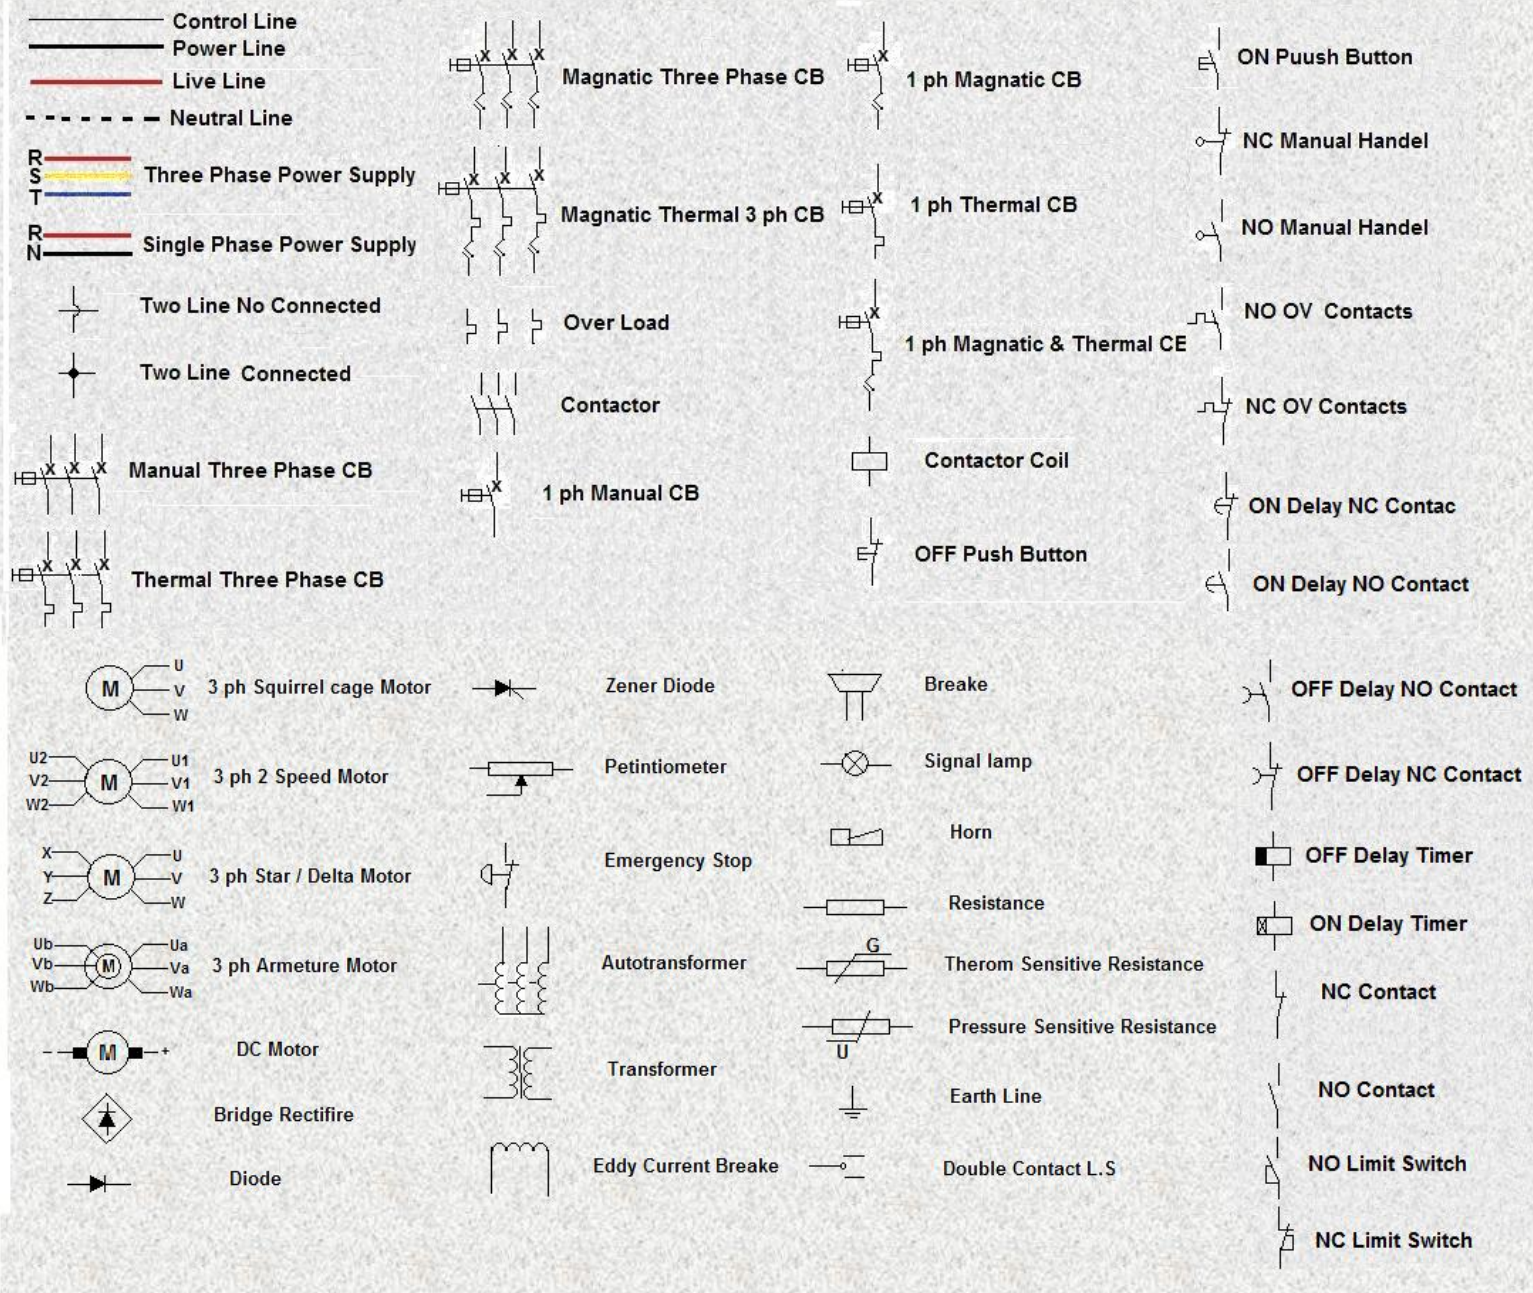 Control Line
Power Line
Live Line
Neutral Line
R
S
T
Three Phase Power Supply
R
N
Single Phase Power Supply
Two Line No Connected
Two Line Connected
X X X
Manual Three Phase CB
X X X
Thermal Three Phase CB
X X X
Magnatic Three Phase CB
X X X
Magnatic Thermal 3 ph CB
Over Load
Contactor
X
1 ph Manual CB
X
1 ph Magnatic CB
X
1 ph Thermal CB
X
1 ph Magnatic & Thermal CE
Contactor Coil
OFF Push Button
ON Puush Button
NC Manual Handel
NO Manual Handel
NO OV Contacts
NC OV Contacts
ON Delay NC Contac
ON Delay NO Contact
M
U
V
W
3 ph Squirrel cage Motor
U2
V2
W2
M
U1
V1
W1
3 ph 2 Speed Motor
X
Y
Z
M
U
V
W
3 ph Star / Delta Motor
Ub
Vb
Wb
M
Ua
Va
Wa
3 ph Armeture Motor
- M +
DC Motor
Bridge Rectifire
Diode
Zener Diode
Petintiometer
Emergency Stop
Autotransformer
Transformer
Eddy Current Breake
Breake
Signal lamp
Horn
Resistance
G
Therom Sensitive Resistance
U
Pressure Sensitive Resistance
Earth Line
Double Contact L.S
OFF Delay NO Contact
OFF Delay NC Contact
OFF Delay Timer
ON Delay Timer
NC Contact
NO Contact
NO Limit Switch
NC Limit Switch